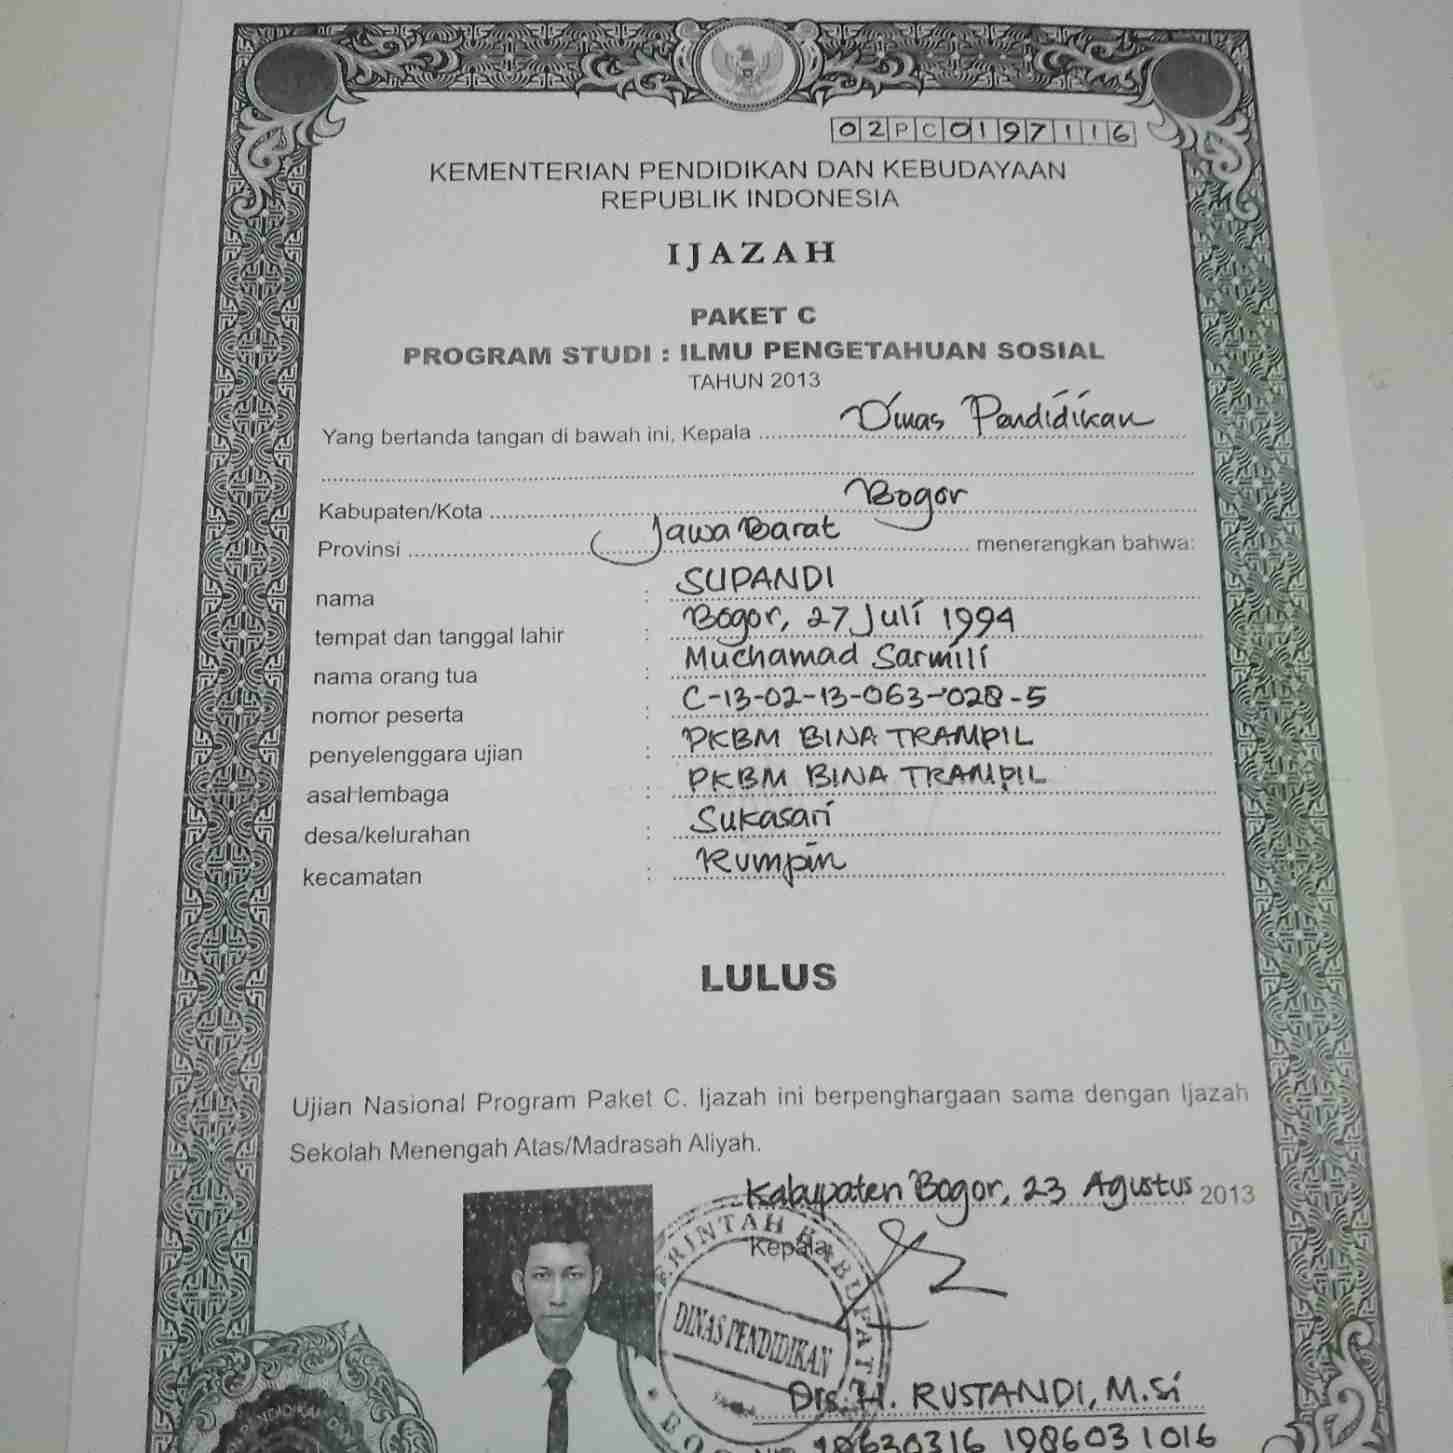 02PC0197116
KEMENTERIAN PENDIDIKAN DAN KEBUDAYAAN
REPUBLIK INDONESIA
IJAZAH
PAKET C
PROGRAM STUDI : ILMU PENGETAHUAN SOSIAL
TAHUN 2013
Yang bertanda tangan di bawah ini, Kepala Dinas Pendidikan
Kabupaten/Kota Bogor
Provinsi Jawa Barat menerangkan bahwa:
nama : SUPANDI
tempat dan tanggal lahir : Bogor, 27 Juli 1994
nama orang tua : Muchamad Sarmili
nomor peserta : C-13-02-13-063-028-5
penyelenggara ujian : PKBM BINA TRAMPIL
asal lembaga : PKBM BINA TRAMPIL
desa/kelurahan : Sukasari
kecamatan : Rumpin
LULUS
Ujian Nasional Program Paket C. Ijazah ini berpenghargaan sama dengan Ijazah
Sekolah Menengah Atas/Madrasah Aliyah.
Kabupaten Bogor, 23 Agustus 2013
Kepala
DINAS PENDIDIKAN
Drs. H. RUSTANDI, M.Si
19630316 198603 1016